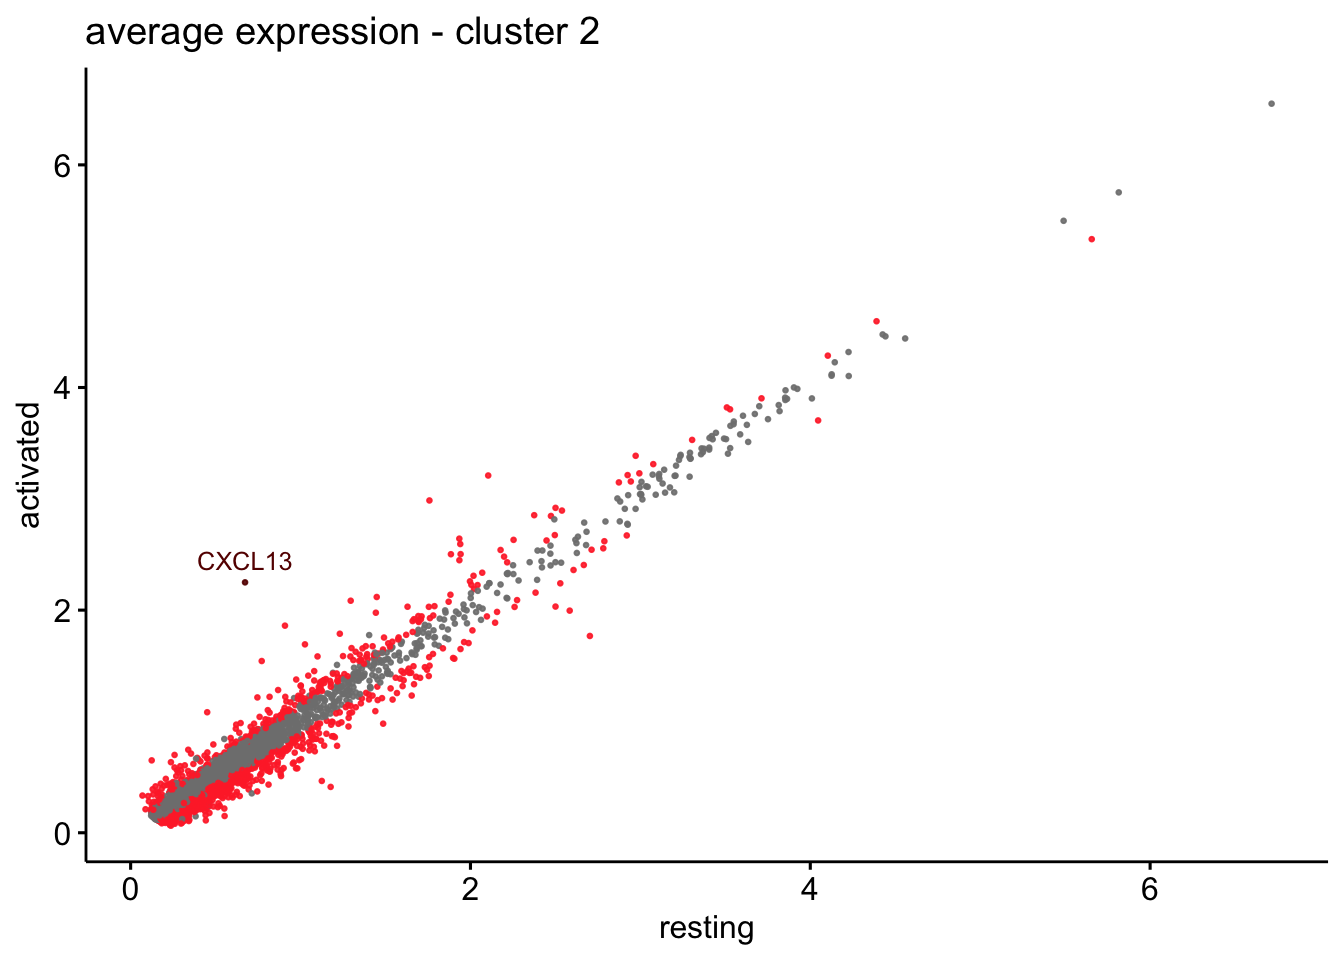 average expression - cluster 2
6
4
activated
CXCL13
2
0
0 2 4 6
resting